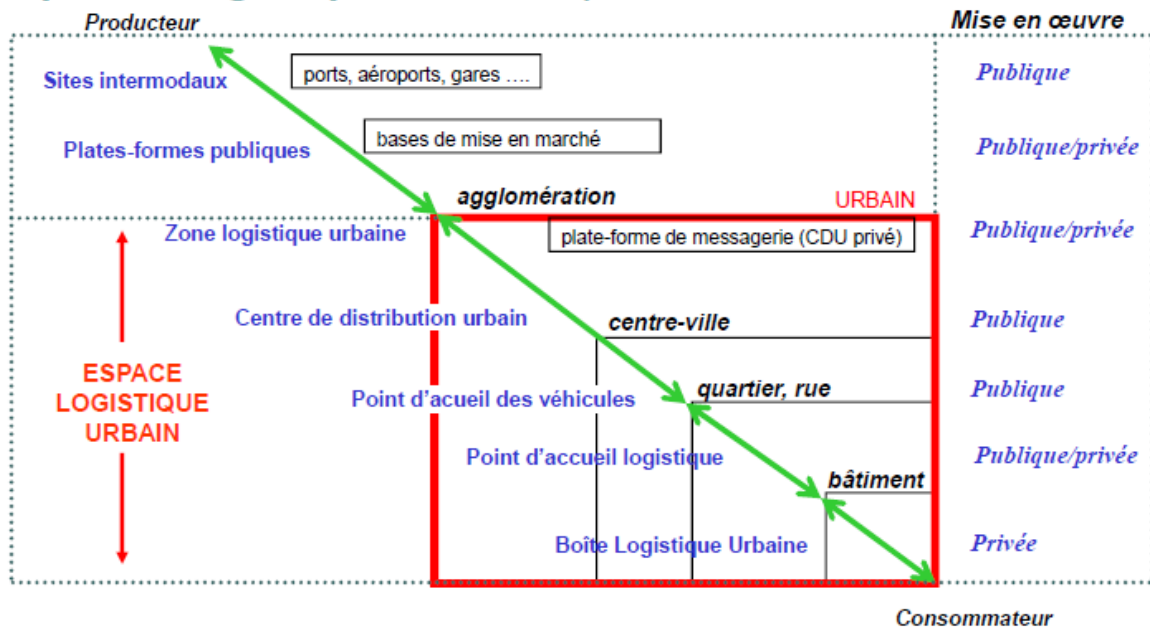 Producteur
Mise en œuvre
Sites intermodaux
ports, aéroports, gares ....
Publique
Plates-formes publiques
bases de mise en marché
Publique/privée
agglomération
URBAIN
Zone logistique urbaine
plate-forme de messagerie (CDU privé)
Publique/privée
Centre de distribution urbain
centre-ville
Publique
ESPACE
LOGISTIQUE
URBAIN
Point d'acueil des véhicules
quartier, rue
Publique
Point d'accueil logistique
Publique/privée
bâtiment
Boîte Logistique Urbaine
Privée
Consommateur